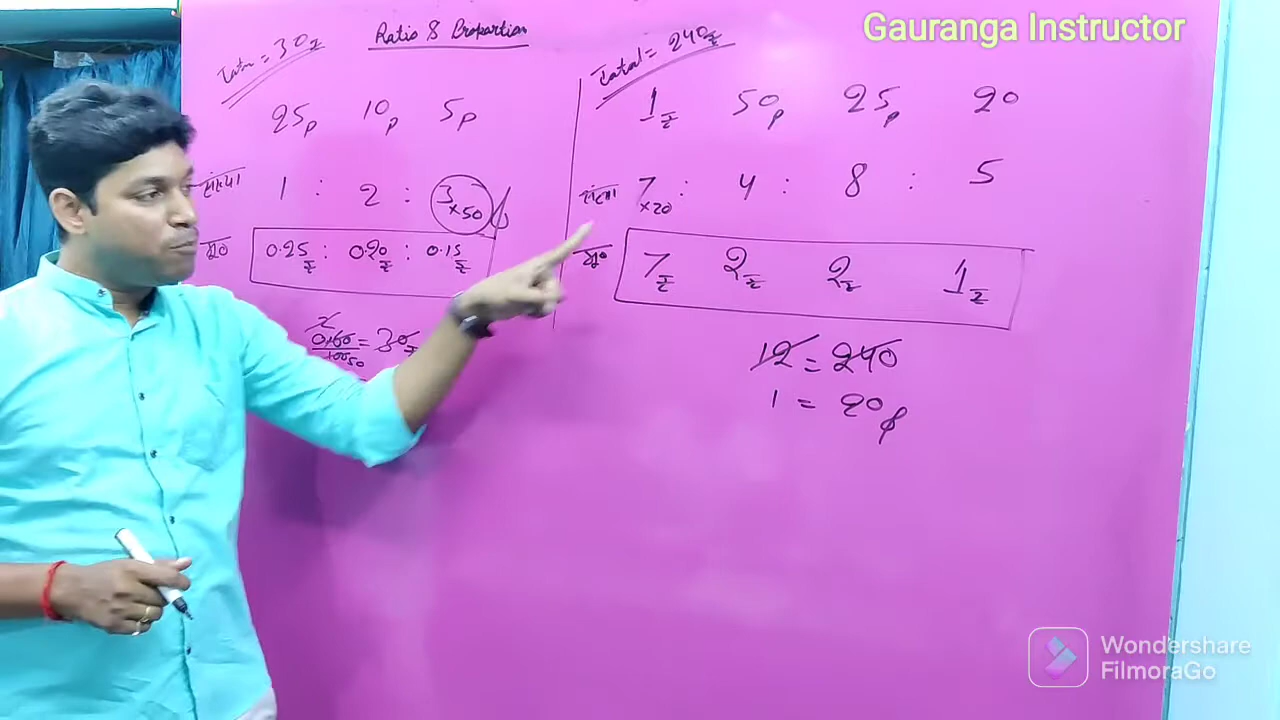 Gauranga Instructor
Ratio & Proportion
= 30₹
25p 10p 5p
1 : 2 : 3×50
मूल्य 0.25₹ : 0.20₹ : 0.15₹
0.60 = 30₹
100 50
Total = 240₹
1₹ 50p 25p 20
संख्या 7×20 : 4 : 8 : 5
मूल्य 7₹ 2₹ 2₹ 1₹
12 = 240
1 = 20
Wondershare
FilmoraGo